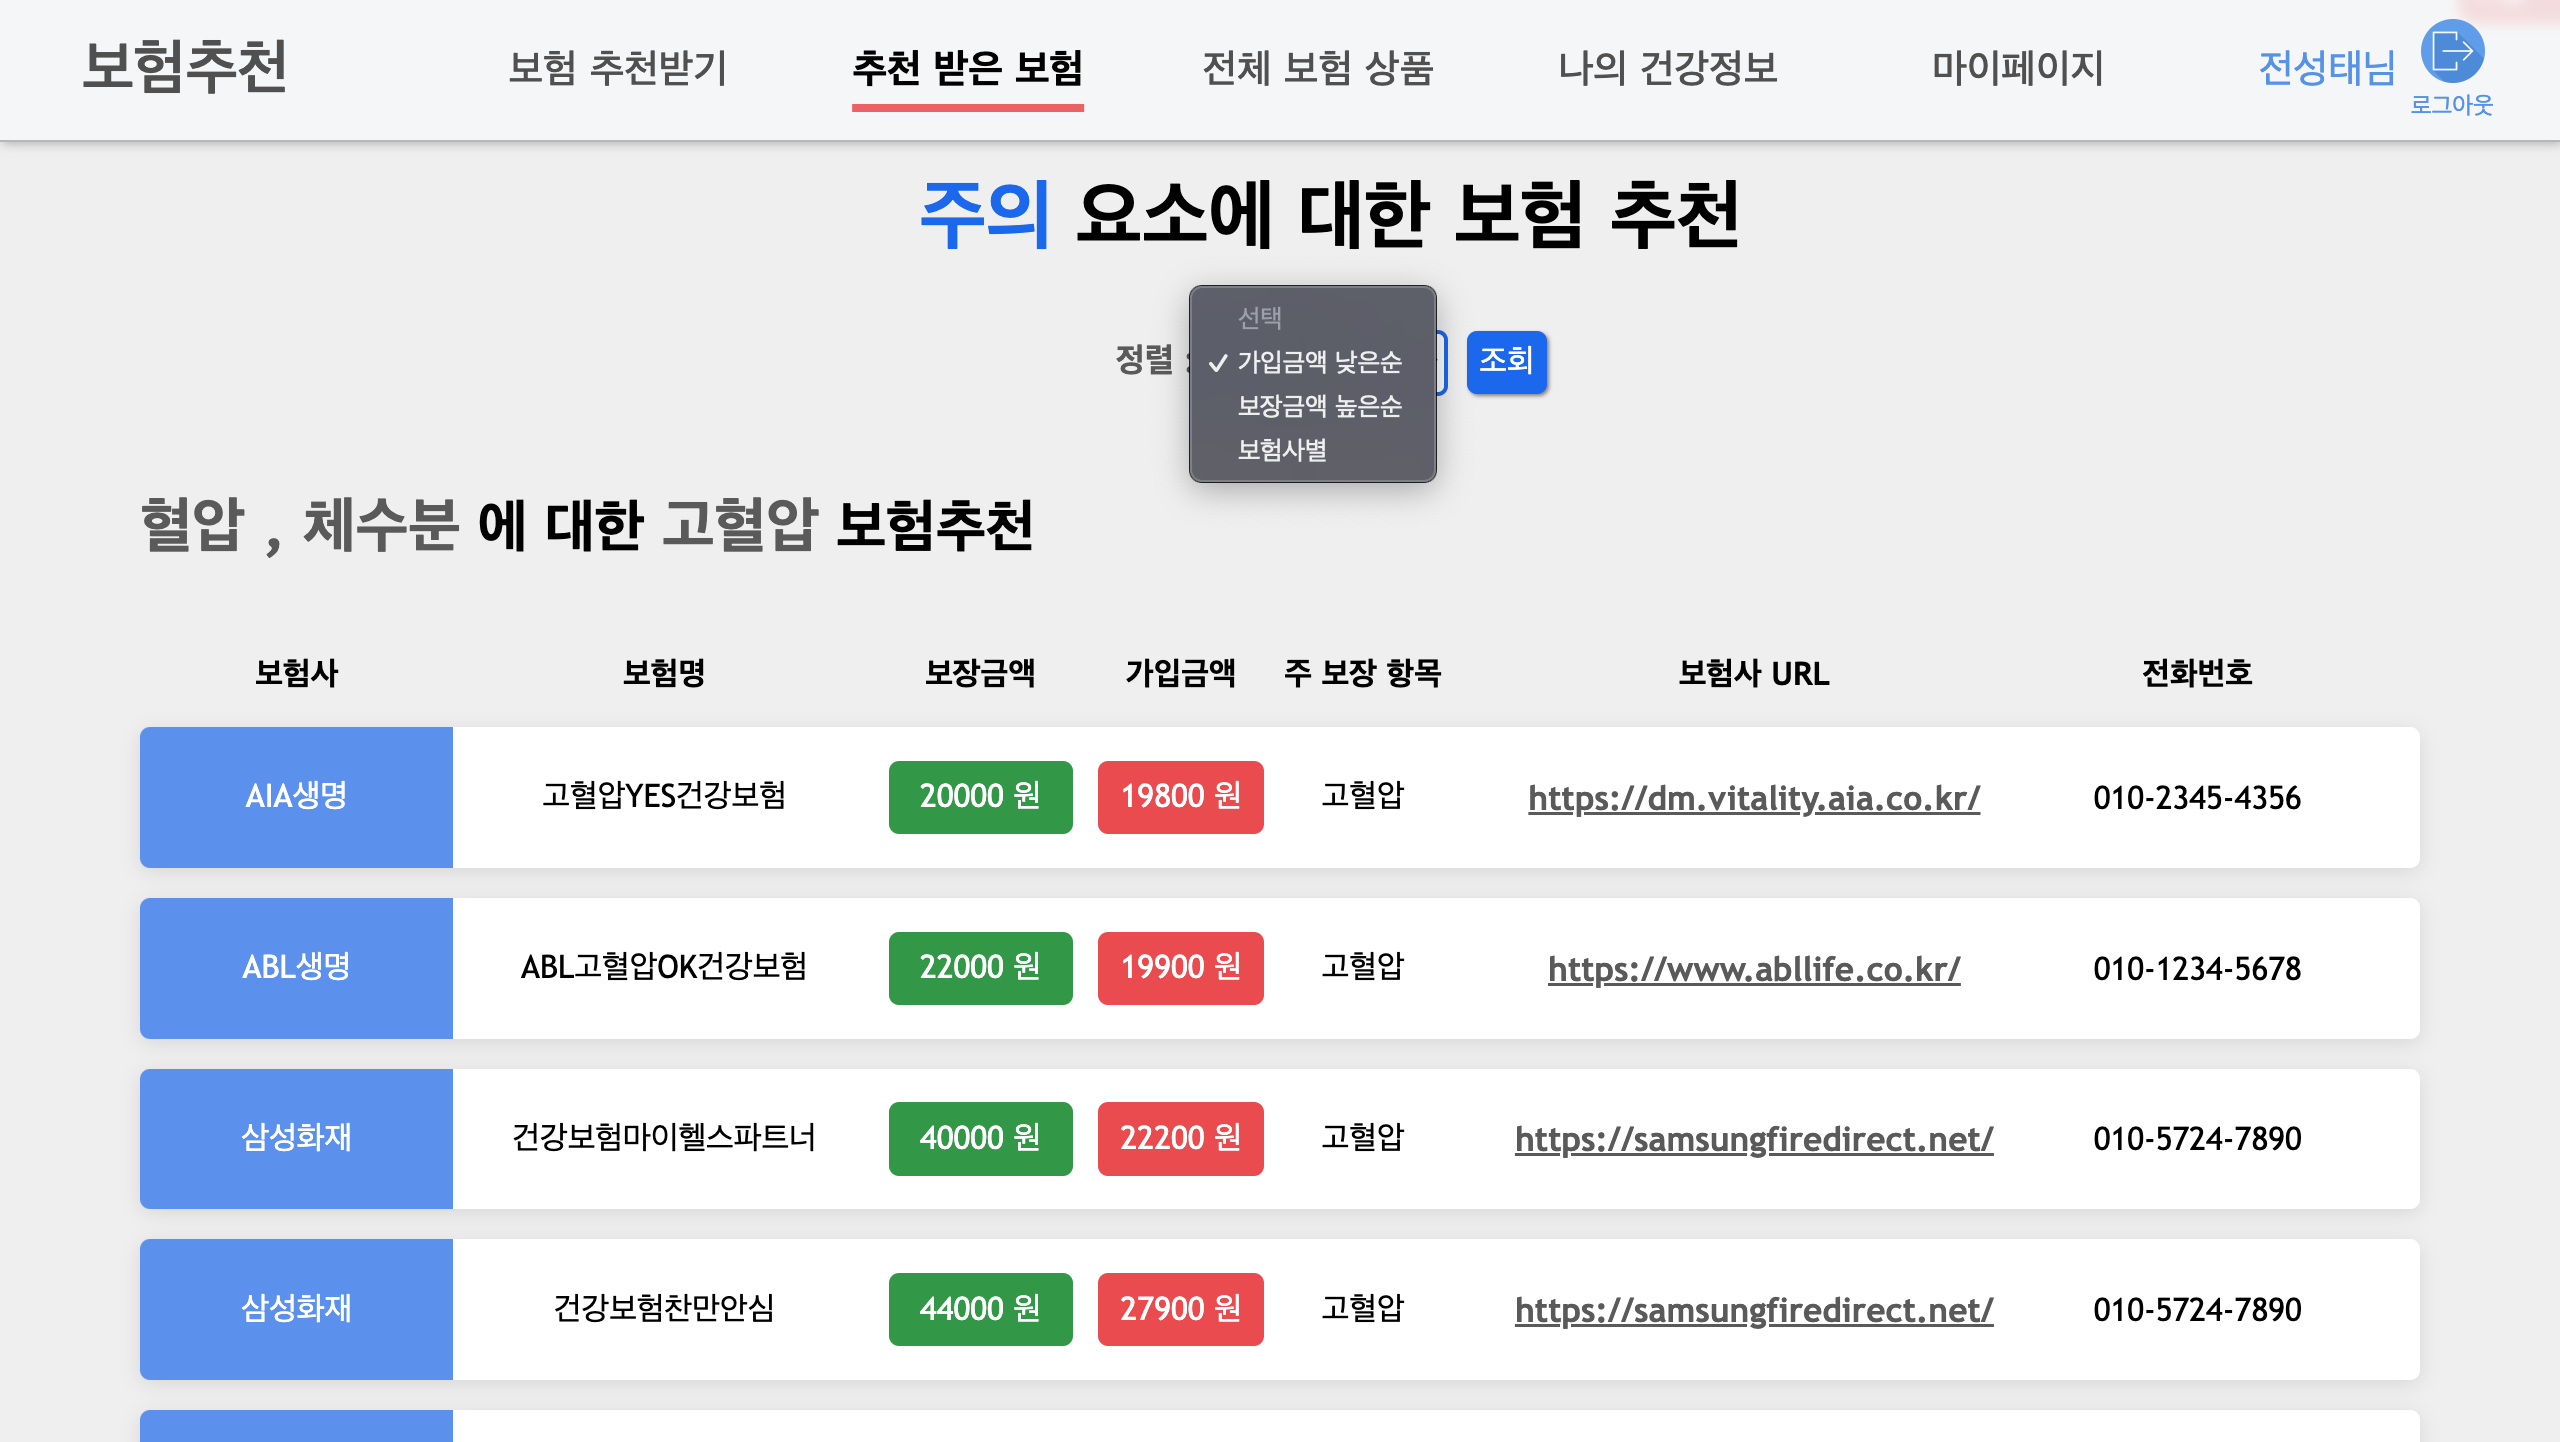 보험추천
보험 추천받기
추천 받은 보험
전체 보험 상품
나의 건강정보
마이페이지
전성태님
로그아웃
주의 요소에 대한 보험 추천
정렬 :
선택
✓ 가입금액 낮은순
보장금액 높은순
보험사별
조회
혈압 , 체수분 에 대한 고혈압 보험추천
보험사 보험명 보장금액 가입금액 주 보장 항목 보험사 URL 전화번호
AIA생명 고혈압YES건강보험 20000 원 19800 원 고혈압 https://dm.vitality.aia.co.kr/ 010-2345-4356
ABL생명 ABL고혈압OK건강보험 22000 원 19900 원 고혈압 https://www.abllife.co.kr/ 010-1234-5678
삼성화재 건강보험마이헬스파트너 40000 원 22200 원 고혈압 https://samsungfiredirect.net/ 010-5724-7890
삼성화재 건강보험찬만안심 44000 원 27900 원 고혈압 https://samsungfiredirect.net/ 010-5724-7890